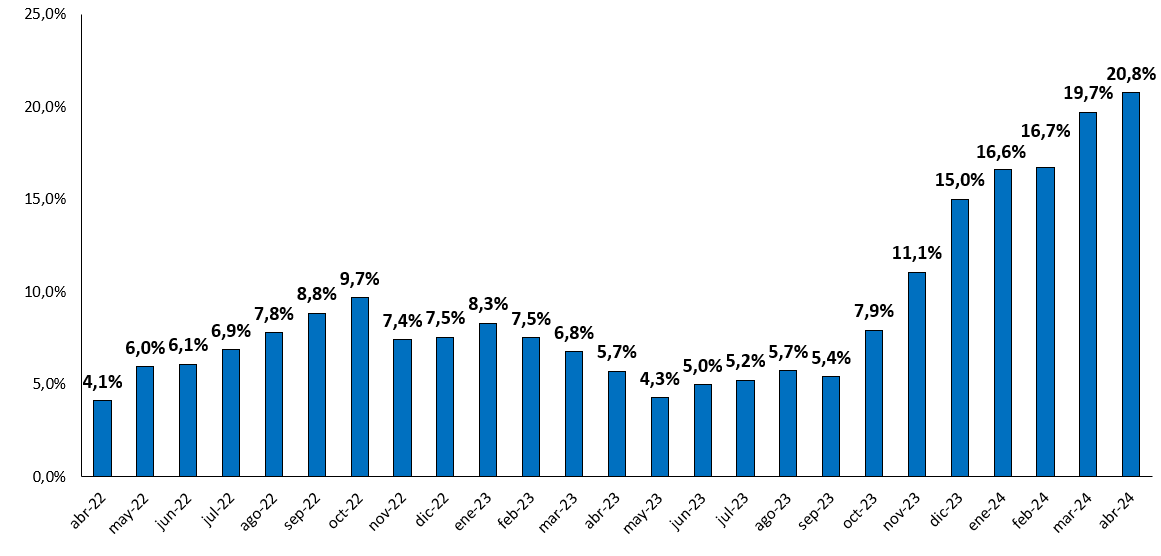 25,0%
20,0%
15,0%
10,0%
5,0%
0,0%
4,1%
6,0%
6,1%
6,9%
7,8%
8,8%
9,7%
7,4%
7,5%
8,3%
7,5%
6,8%
5,7%
4,3%
5,0%
5,2%
5,7%
5,4%
7,9%
11,1%
15,0%
16,6%
16,7%
19,7%
20,8%
abr-22
may-22
jun-22
jul-22
ago-22
sep-22
oct-22
nov-22
dic-22
ene-23
feb-23
mar-23
abr-23
may-23
jun-23
jul-23
ago-23
sep-23
oct-23
nov-23
dic-23
ene-24
feb-24
mar-24
abr-24